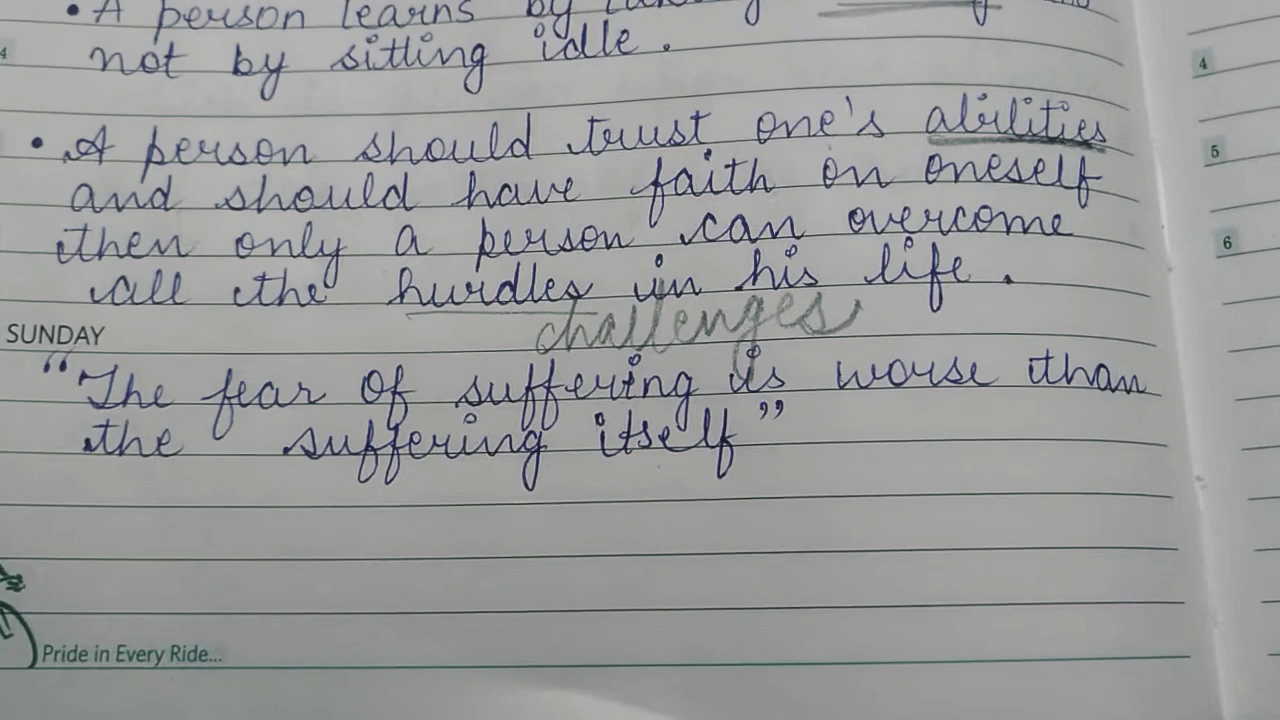 • A person learns by
not by sitting idle.
4
4
• A person should trust one's abilities
and should have faith on oneself
5
then only a person can overcome
6
all the hurdles in his life.
challenges
SUNDAY
“The fear of suffering is worse than
the suffering itself”
Pride in Every Ride...